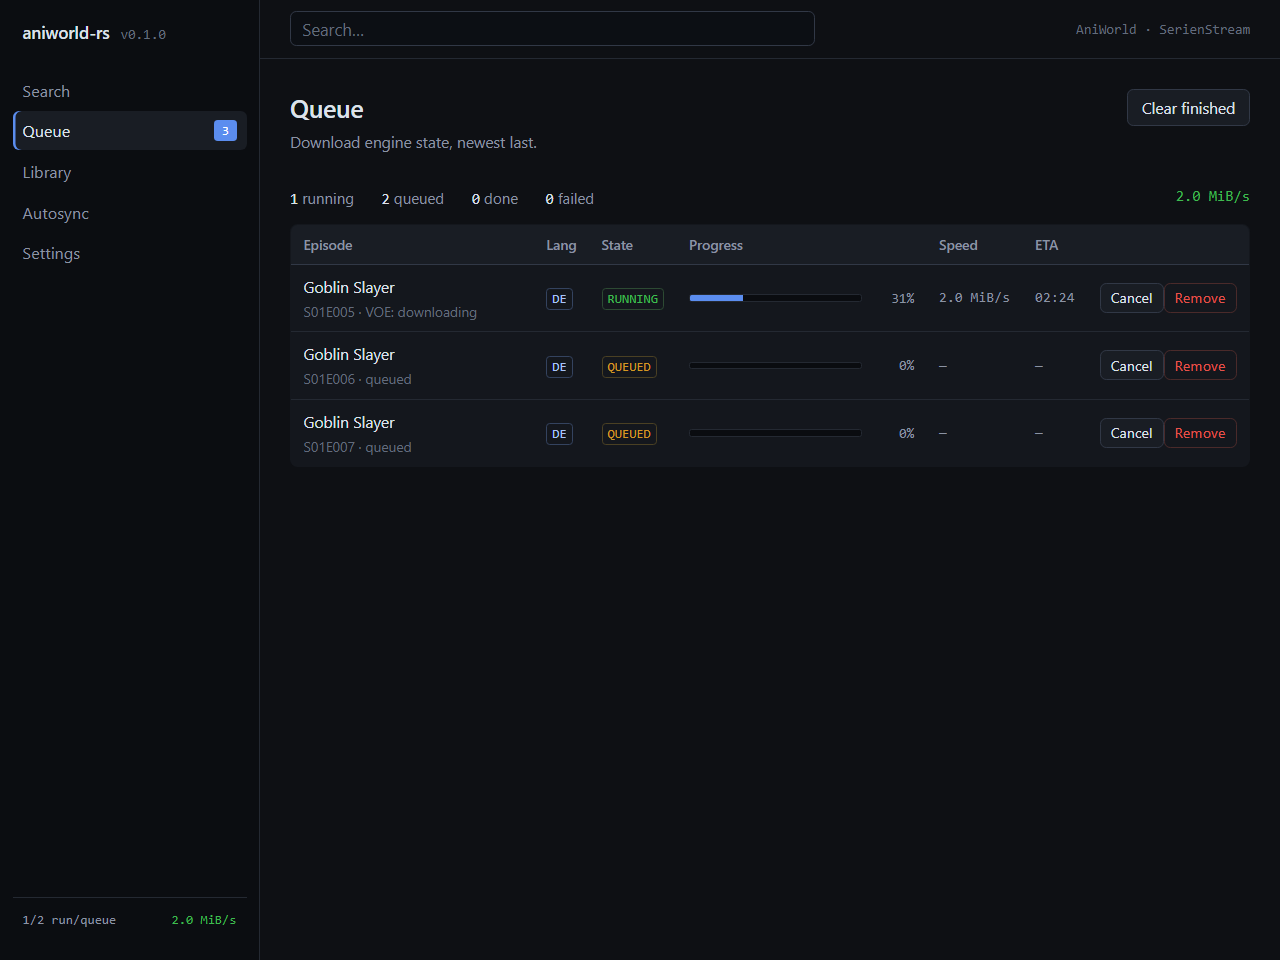 aniworld-rs v0.1.0
Search...
AniWorld · SerienStream
Search
Queue 3
Library
Autosync
Settings
Queue
Clear finished
Download engine state, newest last.
1 running 2 queued 0 done 0 failed
2.0 MiB/s
Episode Lang State Progress Speed ETA
Goblin Slayer
S01E005 · VOE: downloading
DE RUNNING 31% 2.0 MiB/s 02:24 Cancel Remove
Goblin Slayer
S01E006 · queued
DE QUEUED 0% — — Cancel Remove
Goblin Slayer
S01E007 · queued
DE QUEUED 0% — — Cancel Remove
1/2 run/queue 2.0 MiB/s